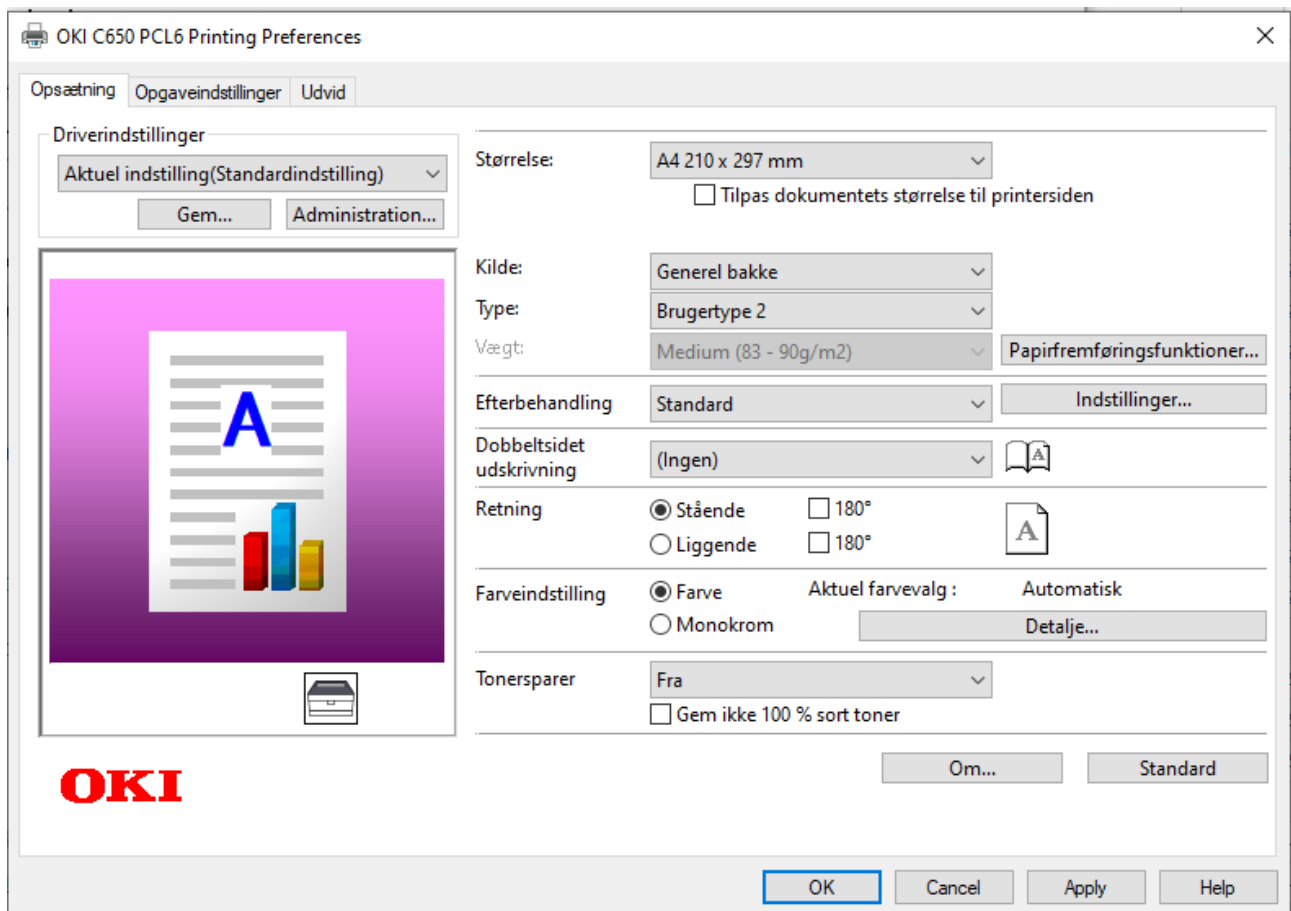 OKI C650 PCL6 Printing Preferences
Opsætning Opgaveindstillinger Udvid
Driverindstillinger
Aktuel indstilling(Standardindstilling)
Gem... Administration...
A
OKI
Størrelse: A4 210 x 297 mm
Tilpas dokumentets størrelse til printersiden
Kilde: Generel bakke
Type: Brugertype 2
Vægt: Medium (83 - 90g/m2) Papirfremføringsfunktioner...
Efterbehandling Standard Indstillinger...
Dobbeltsidet
udskrivning (Ingen) A
Retning Stående 180° A
Liggende 180°
Farveindstilling Farve Aktuel farvevalg : Automatisk
Monokrom Detalje...
Tonersparer Fra
Gem ikke 100 % sort toner
Om... Standard
OK Cancel Apply Help